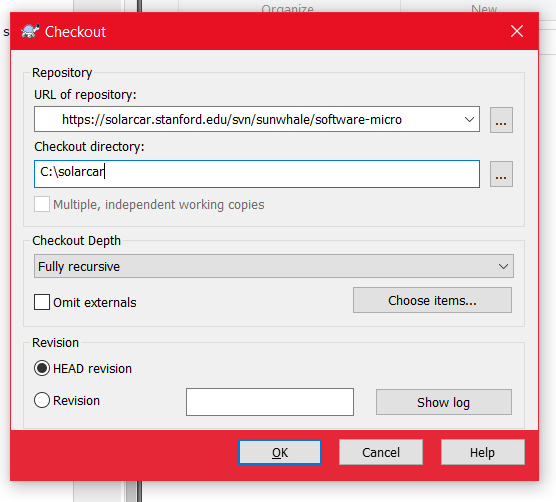 Organize
New
s
Checkout
Repository
URL of repository:
https://solarcar.stanford.edu/svn/sunwhale/software-micro
...
Checkout directory:
C:\solarcar
...
Multiple, independent working copies
Checkout Depth
Fully recursive
Omit externals
Choose items...
Revision
HEAD revision
Revision
Show log
OK
Cancel
Help